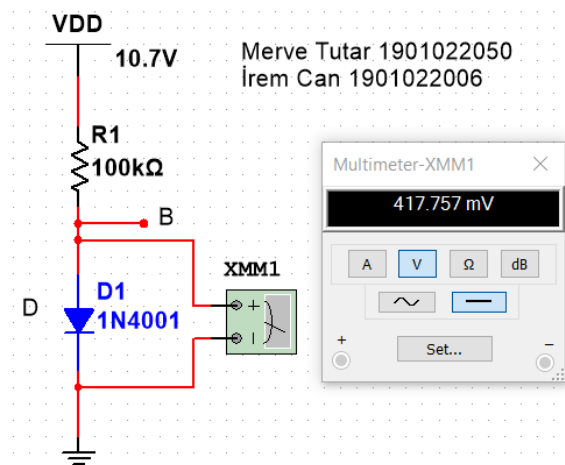 VDD
10.7V
Merve Tutar 1901022050
İrem Can 1901022006
R1
100kΩ
B
Multimeter-XMM1
417.757 mV
A V Ω dB
XMM1
D
D1
1N4001
+
-
Set...
+
-